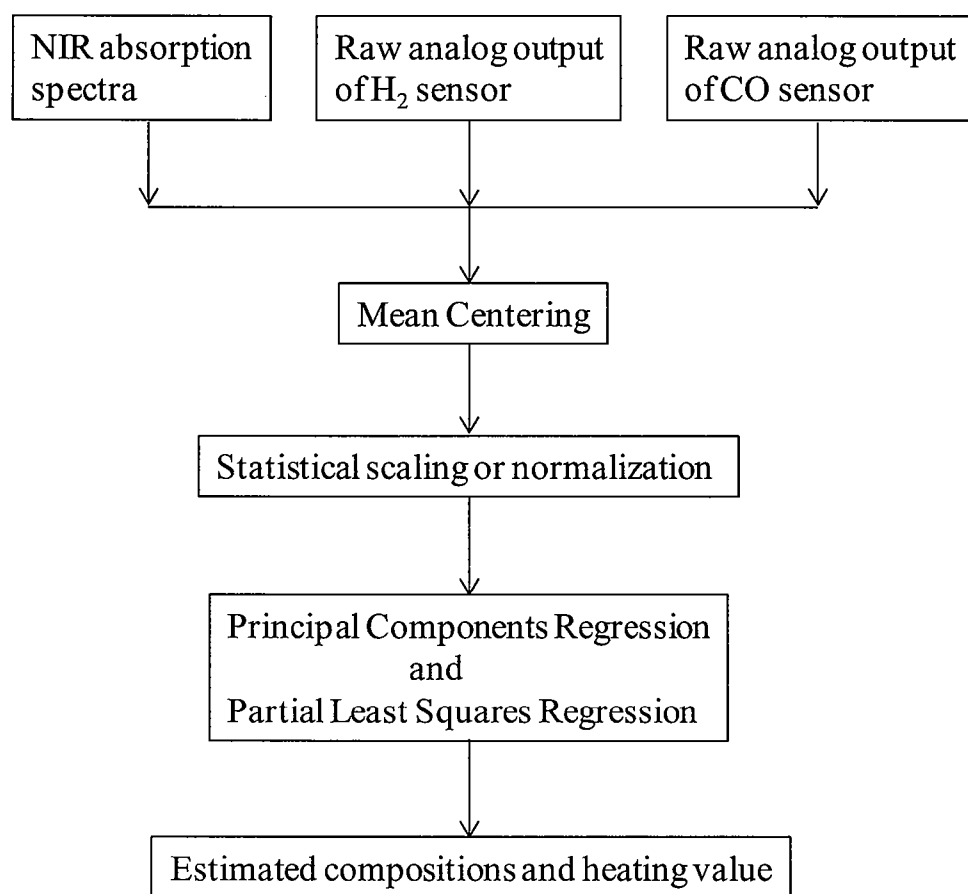 NIR absorption
spectra
Raw analog output
of H₂ sensor
Raw analog output
of CO sensor
Mean Centering
Statistical scaling or normalization
Principal Components Regression
and
Partial Least Squares Regression
Estimated compositions and heating value